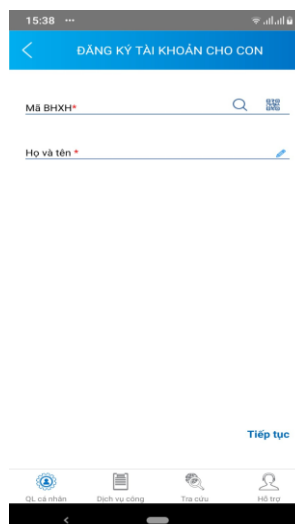 15:38 ...
ĐĂNG KÝ TÀI KHOẢN CHO CON
Mã BHXH*
Họ và tên *
Tiếp tục
QL cá nhân Dịch vụ công Tra cứu Hỗ trợ